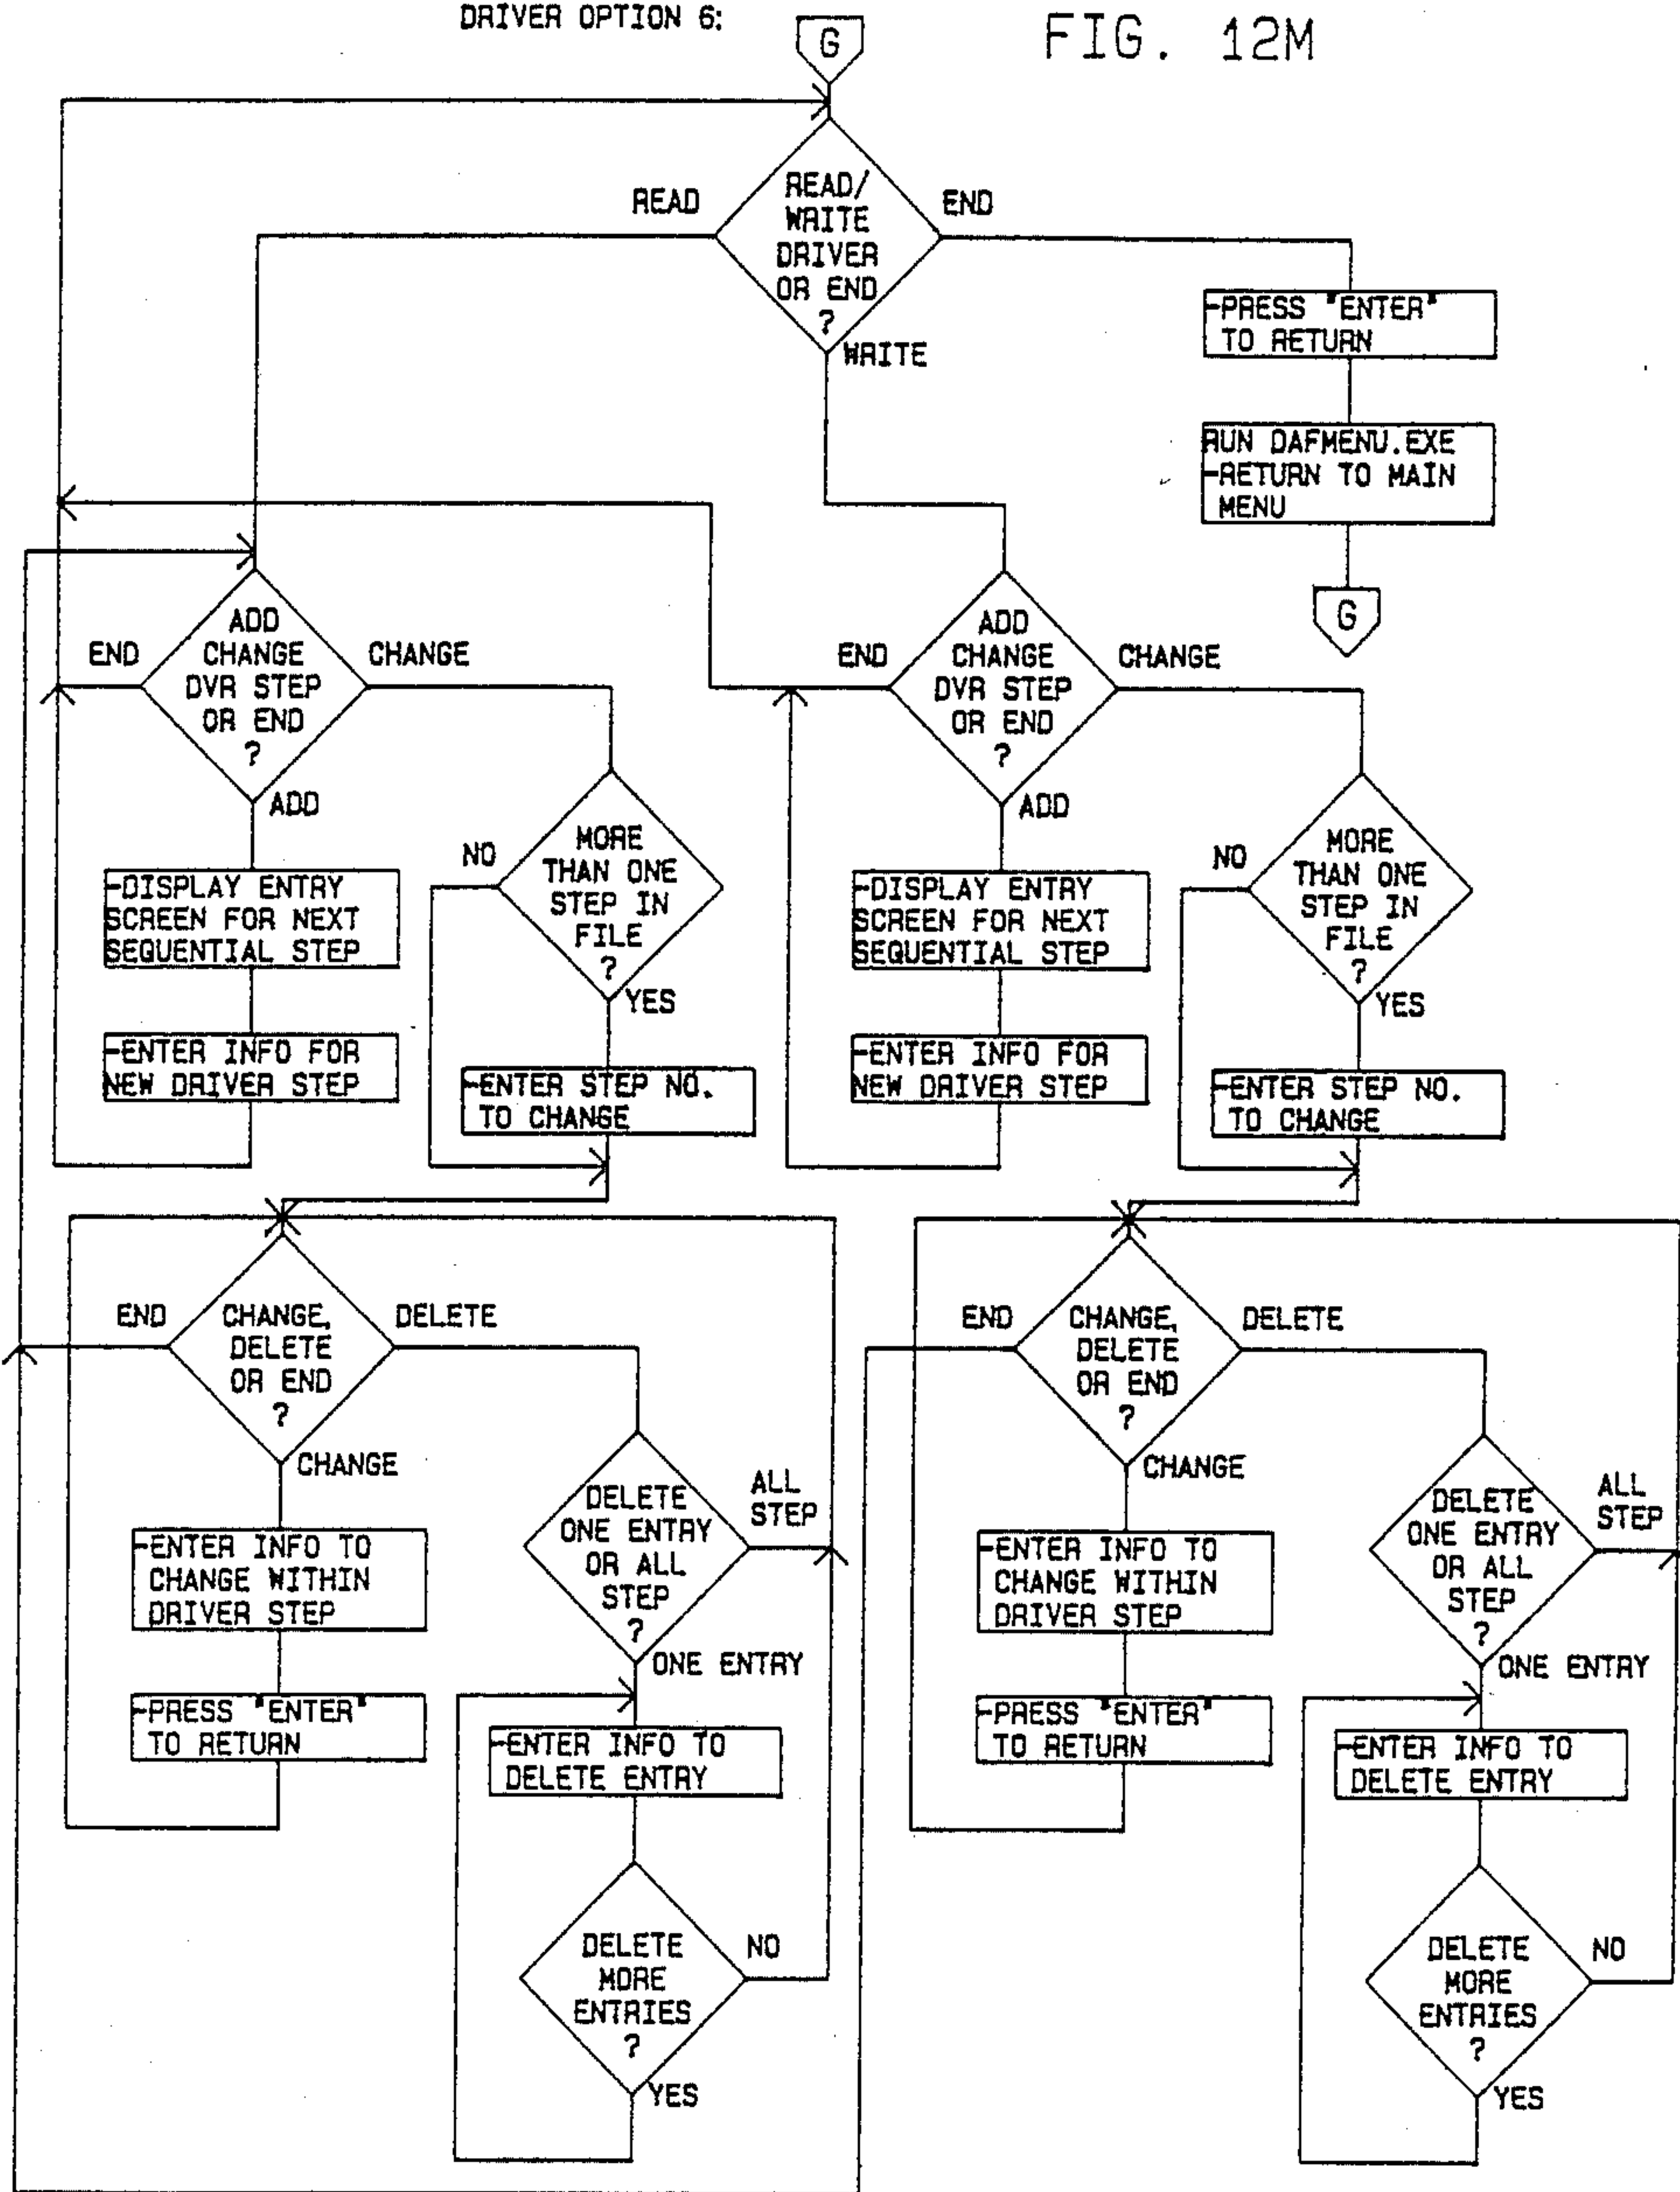 DRIVER OPTION 6:
G
FIG. 12M
READ
READ/
WRITE
DRIVER
OR END
?
END
WRITE
-PRESS "ENTER"
TO RETURN
RUN DAFMENU.EXE
-RETURN TO MAIN
MENU
G
END
ADD
CHANGE
DVR STEP
OR END
?
CHANGE
ADD
END
ADD
CHANGE
DVR STEP
OR END
?
CHANGE
ADD
-DISPLAY ENTRY
SCREEN FOR NEXT
SEQUENTIAL STEP
NO
MORE
THAN ONE
STEP IN
FILE
?
YES
-DISPLAY ENTRY
SCREEN FOR NEXT
SEQUENTIAL STEP
NO
MORE
THAN ONE
STEP IN
FILE
?
YES
-ENTER INFO FOR
NEW DRIVER STEP
-ENTER STEP NO.
TO CHANGE
-ENTER INFO FOR
NEW DRIVER STEP
-ENTER STEP NO.
TO CHANGE
END
CHANGE,
DELETE
OR END
?
DELETE
CHANGE
END
CHANGE,
DELETE
OR END
?
DELETE
CHANGE
-ENTER INFO TO
CHANGE WITHIN
DRIVER STEP
DELETE
ONE ENTRY
OR ALL
STEP
?
ALL
STEP
ONE ENTRY
-ENTER INFO TO
CHANGE WITHIN
DRIVER STEP
DELETE
ONE ENTRY
OR ALL
STEP
?
ALL
STEP
ONE ENTRY
-PRESS "ENTER"
TO RETURN
-ENTER INFO TO
DELETE ENTRY
-PRESS "ENTER"
TO RETURN
-ENTER INFO TO
DELETE ENTRY
DELETE
MORE
ENTRIES
?
NO
YES
DELETE
MORE
ENTRIES
?
NO
YES